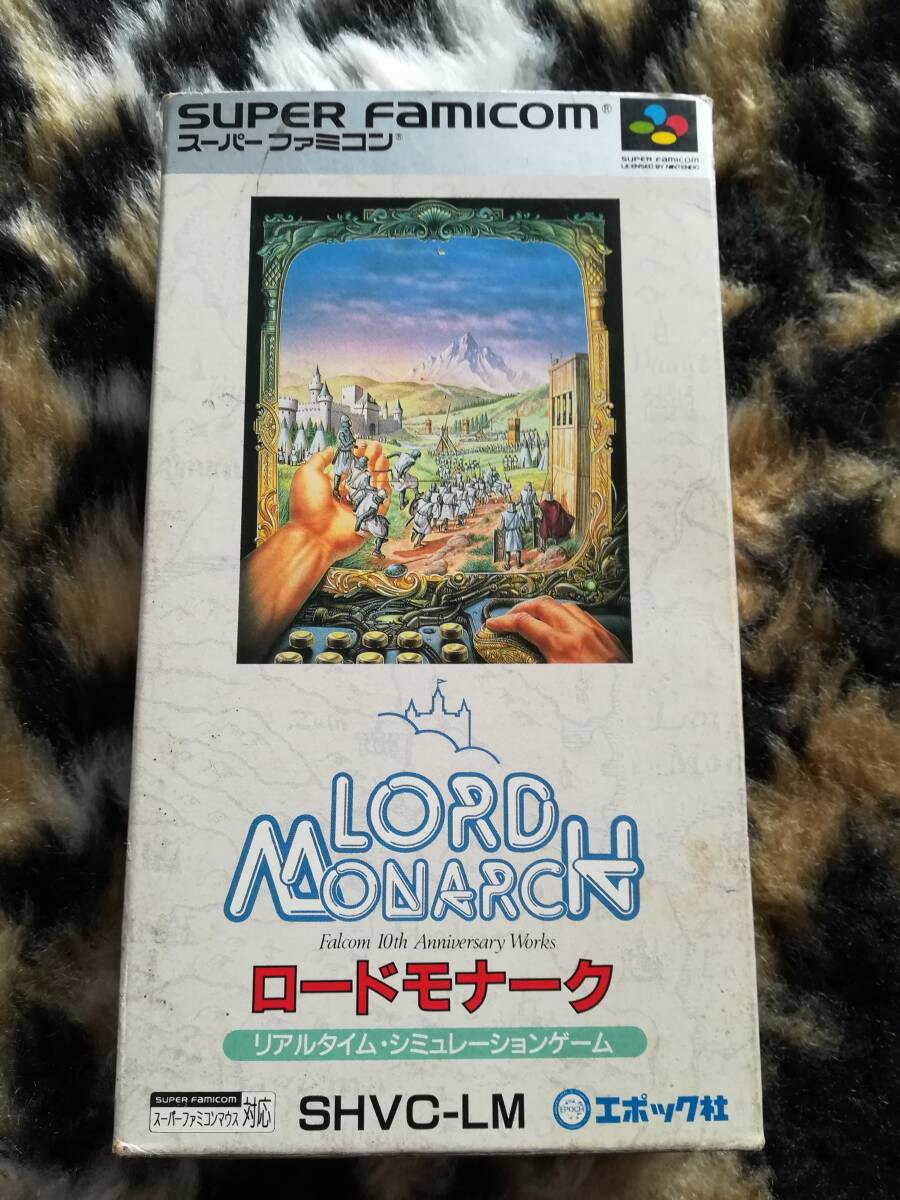 SUPER FAMICOM®
スーパーファミコン®
SUPER FAMICOM
LICENSED BY NINTENDO
LORD
MONARCH
Falcom 10th Anniversary Works
ロードモナーク
リアルタイム・シミュレーションゲーム
SUPER FAMICOM
スーパーファミコンマウス 対応
SHVC-LM
EPOCH
エポック社